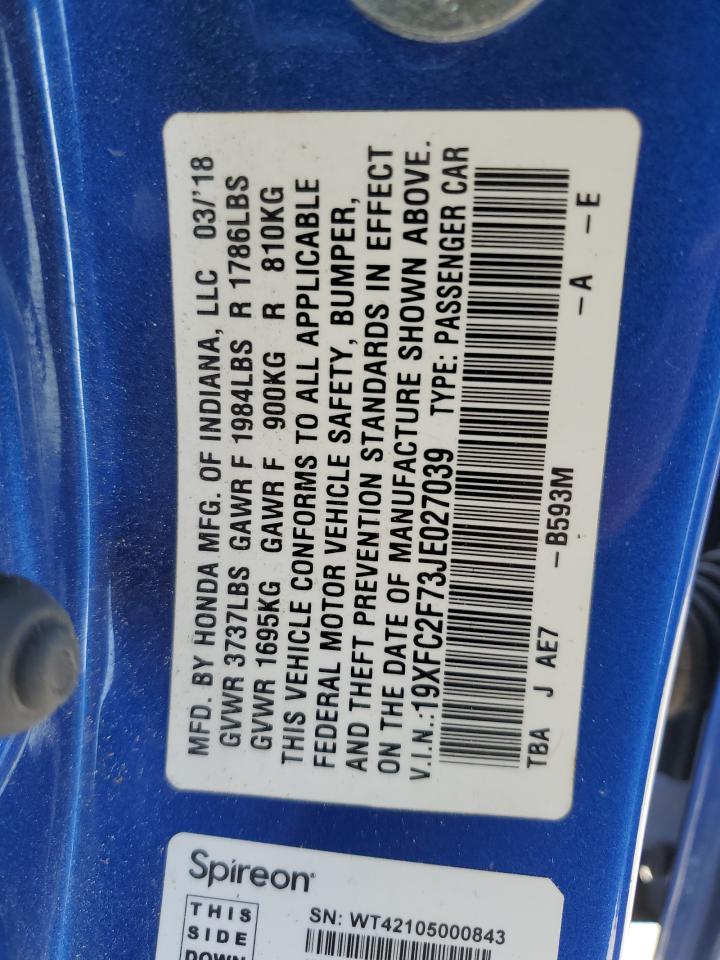 MFD. BY HONDA MFG. OF INDIANA, LLC 03/'18
GVWR 3737LBS GAWR F 1984LBS R 1786LBS
GVWR 1695KG GAWR F 900KG R 810KG
THIS VEHICLE CONFORMS TO ALL APPLICABLE
FEDERAL MOTOR VEHICLE SAFETY, BUMPER,
AND THEFT PREVENTION STANDARDS IN EFFECT
ON THE DATE OF MANUFACTURE SHOWN ABOVE.
V.I.N.:19XFC2F73JE027039 TYPE: PASSENGER CAR
TBA J AE7 -B593M -A -E
Spireon
THIS
SIDE
DOWN
SN: WT42105000843